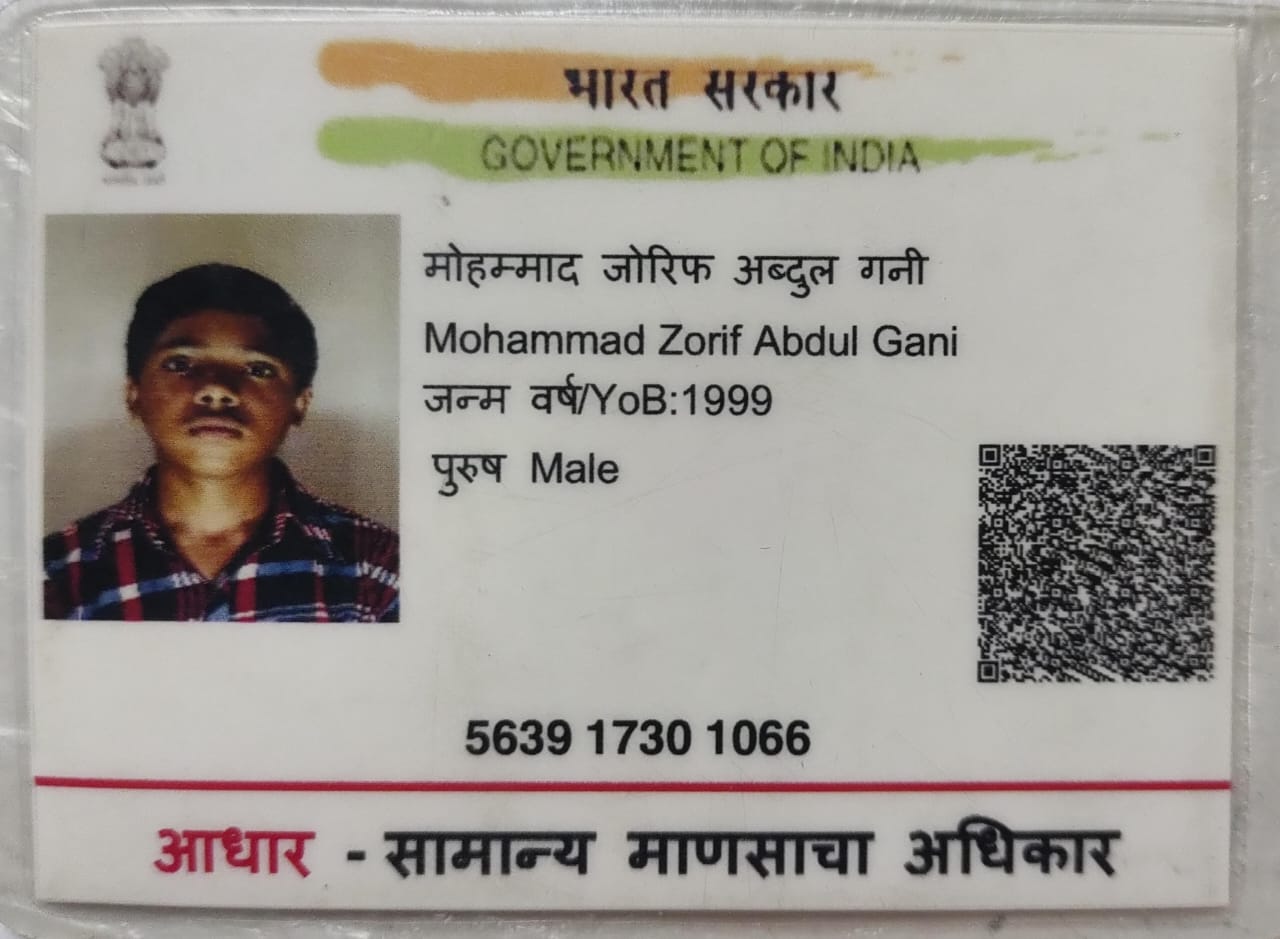 भारत सरकार
GOVERNMENT OF INDIA
मोहम्माद जोरिफ अब्दुल गनी
Mohammad Zorif Abdul Gani
जन्म वर्ष/YoB:1999
पुरुष Male
5639 1730 1066
आधार - सामान्य माणसाचा अधिकार